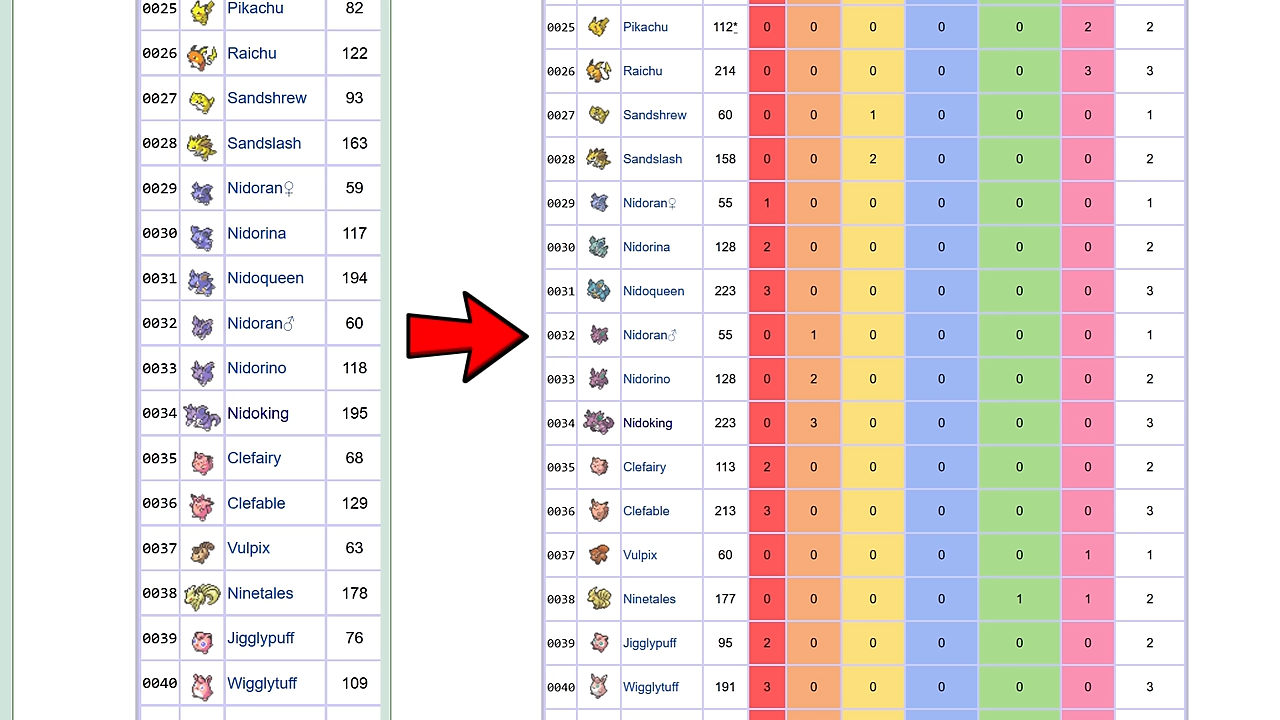 0025 Pikachu 82
0026 Raichu 122
0027 Sandshrew 93
0028 Sandslash 163
0029 Nidoran♀ 59
0030 Nidorina 117
0031 Nidoqueen 194
0032 Nidoran♂ 60
0033 Nidorino 118
0034 Nidoking 195
0035 Clefairy 68
0036 Clefable 129
0037 Vulpix 63
0038 Ninetales 178
0039 Jigglypuff 76
0040 Wigglytuff 109
0025 Pikachu 112* 0 0 0 0 0 2 2
0026 Raichu 214 0 0 0 0 0 3 3
0027 Sandshrew 60 0 0 1 0 0 0 1
0028 Sandslash 158 0 0 2 0 0 0 2
0029 Nidoran♀ 55 1 0 0 0 0 0 1
0030 Nidorina 128 2 0 0 0 0 0 2
0031 Nidoqueen 223 3 0 0 0 0 0 3
0032 Nidoran♂ 55 0 1 0 0 0 0 1
0033 Nidorino 128 0 2 0 0 0 0 2
0034 Nidoking 223 0 3 0 0 0 0 3
0035 Clefairy 113 2 0 0 0 0 0 2
0036 Clefable 213 3 0 0 0 0 0 3
0037 Vulpix 60 0 0 0 0 0 1 1
0038 Ninetales 177 0 0 0 0 1 1 2
0039 Jigglypuff 95 2 0 0 0 0 0 2
0040 Wigglytuff 191 3 0 0 0 0 0 3